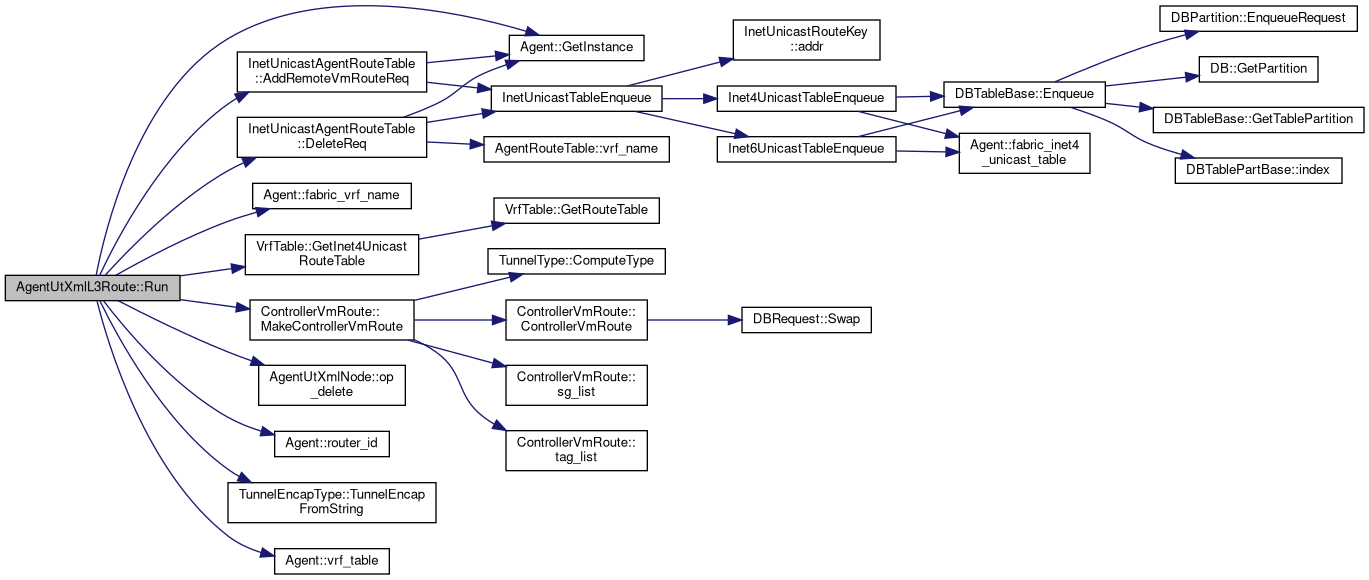 AgentUtXmlL3Route::Run
Agent::GetInstance
InetUnicastAgentRouteTable
::AddRemoteVmRouteReq
InetUnicastAgentRouteTable
::DeleteReq
Agent::fabric_vrf_name
VrfTable::GetInet4Unicast
RouteTable
ControllerVmRoute::
MakeControllerVmRoute
AgentUtXmlNode::op
_delete
Agent::router_id
TunnelEncapType::TunnelEncap
FromString
Agent::vrf_table
InetUnicastTableEnqueue
AgentRouteTable::vrf_name
VrfTable::GetRouteTable
TunnelType::ComputeType
ControllerVmRoute::
ControllerVmRoute
ControllerVmRoute::
sg_list
ControllerVmRoute::
tag_list
InetUnicastRouteKey
::addr
Inet4UnicastTableEnqueue
Inet6UnicastTableEnqueue
DBRequest::Swap
DBTableBase::Enqueue
Agent::fabric_inet4
_unicast_table
DBPartition::EnqueueRequest
DB::GetPartition
DBTableBase::GetTablePartition
DBTablePartBase::index